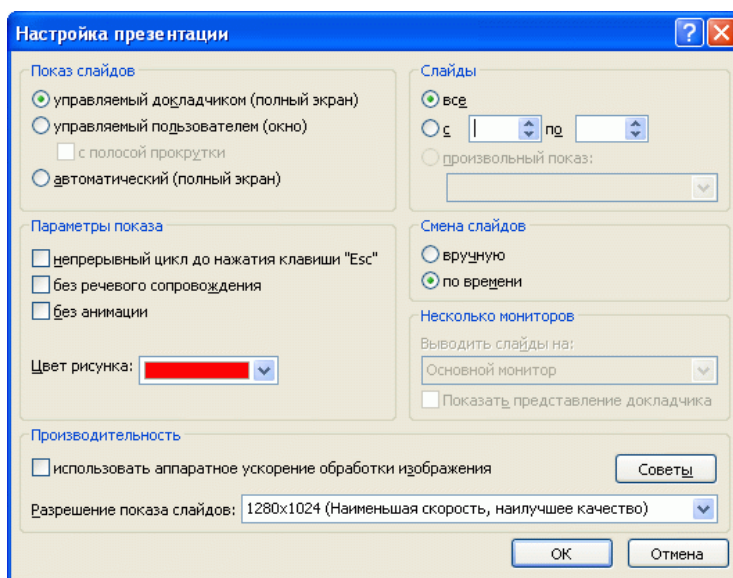 Настройка презентации
Показ слайдов
управляемый докладчиком (полный экран)
управляемый пользователем (окно)
с полосой прокрутки
автоматический (полный экран)
Слайды
все
с по
произвольный показ:
Параметры показа
непрерывный цикл до нажатия клавиши "Esc"
без речевого сопровождения
без анимации
Цвет рисунка:
Смена слайдов
вручную
по времени
Несколько мониторов
Выводить слайды на:
Основной монитор
Показать представление докладчика
Производительность
использовать аппаратное ускорение обработки изображения
Советы
Разрешение показа слайдов: 1280x1024 (Наименьшая скорость, наилучшее качество)
ОК Отмена